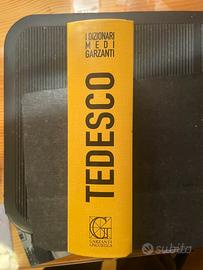 I DIZIONARI
MEDI
GARZANTI
TEDESCO
GARZANTI
LINGUISTICA
subito